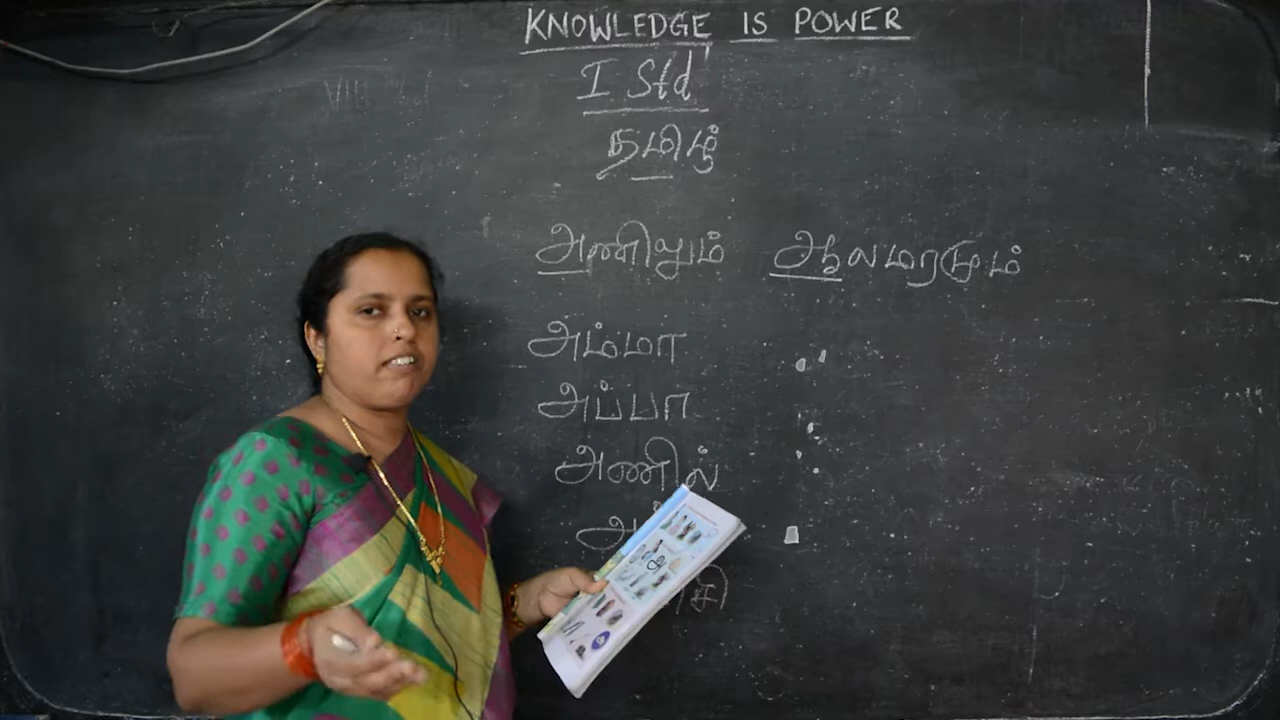 KNOWLEDGE IS POWER
I Std
தமிழ்
அணிலும் ஆலமரமும்
அம்மா
அப்பா
அணில்